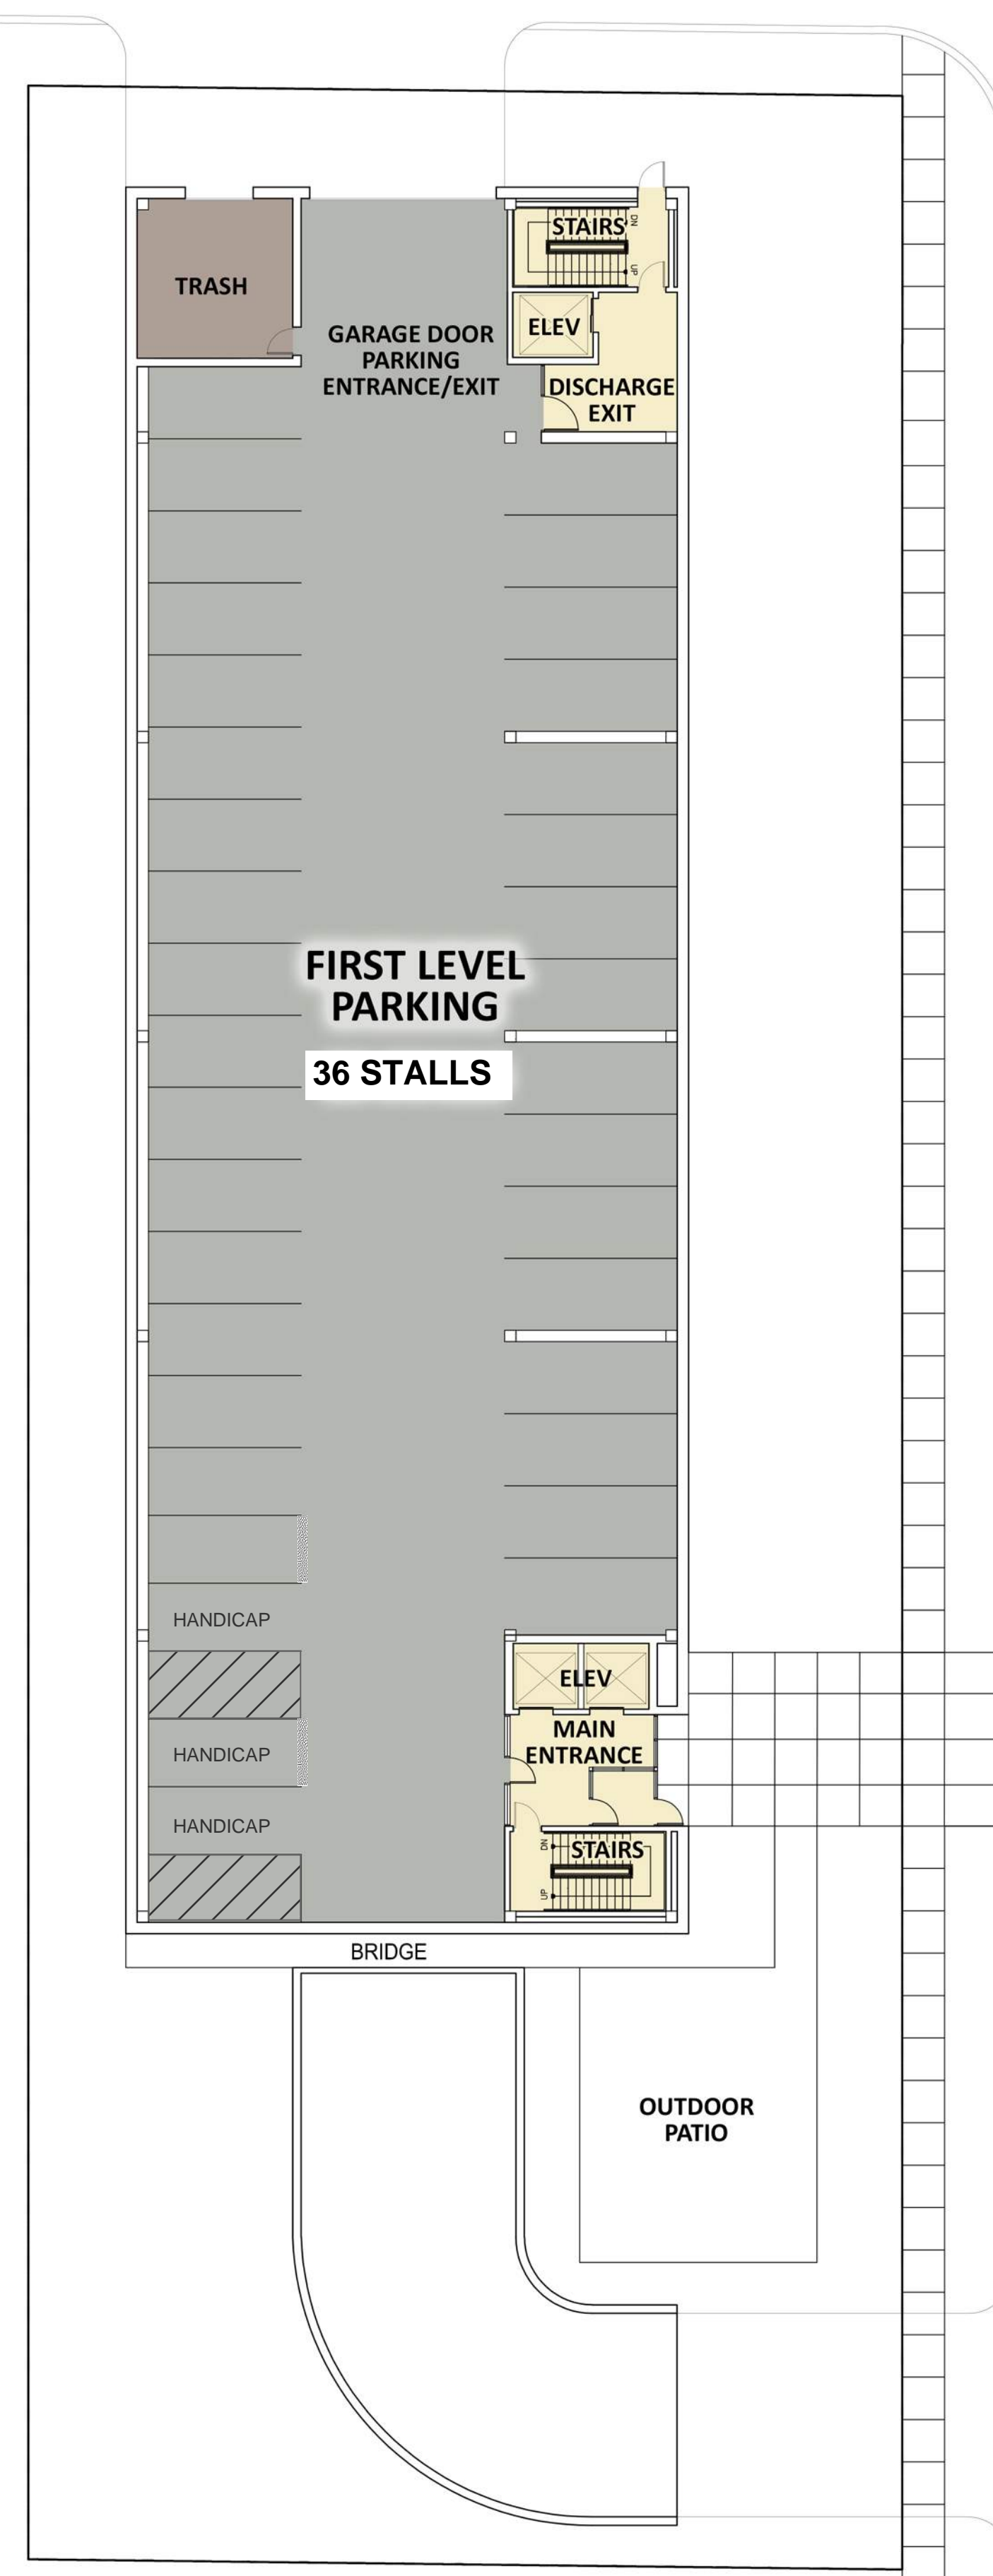 STAIRS
DN
UP
TRASH
ELEV
GARAGE DOOR
PARKING
ENTRANCE/EXIT
DISCHARGE
EXIT
FIRST LEVEL
PARKING
36 STALLS
HANDICAP
ELEV
MAIN
ENTRANCE
HANDICAP
HANDICAP
DN
STAIRS
UP
BRIDGE
OUTDOOR
PATIO